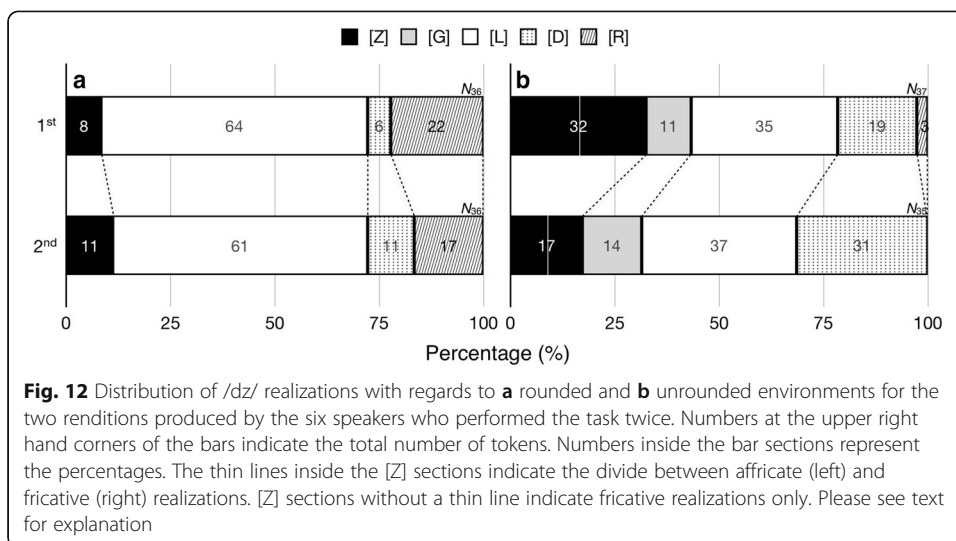 [Z] [G] [L] [D] [R]
a b
N36 N37
1st 8 64 6 22 32 11 35 19 3
N36 N35
2nd 11 61 11 17 17 14 37 31
0 25 50 75 100 0 25 50 75 100
Percentage (%)
Fig. 12 Distribution of /dz/ realizations with regards to a rounded and b unrounded environments for the
two renditions produced by the six speakers who performed the task twice. Numbers at the upper right
hand corners of the bars indicate the total number of tokens. Numbers inside the bar sections represent
the percentages. The thin lines inside the [Z] sections indicate the divide between affricate (left) and
fricative (right) realizations. [Z] sections without a thin line indicate fricative realizations only. Please see text
for explanation